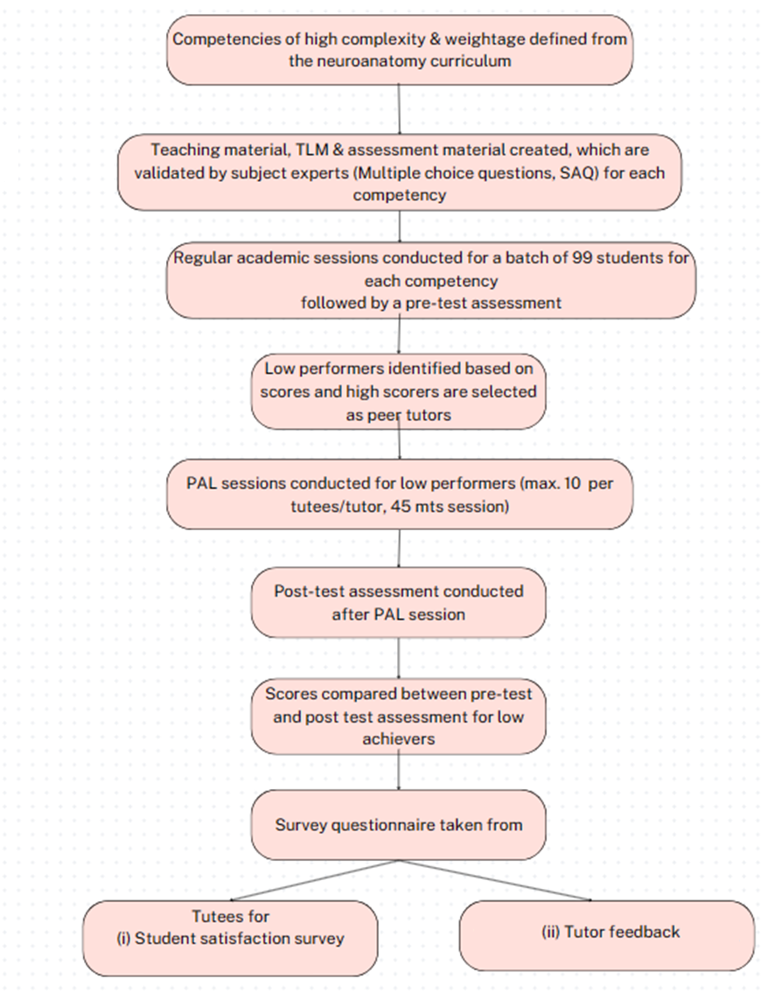 Competencies of high complexity & weightage defined from
the neuroanatomy curriculum
Teaching material, TLM & assessment material created, which are
validated by subject experts (Multiple choice questions, SAQ) for each
competency
Regular academic sessions conducted for a batch of 99 students for
each competency
followed by a pre-test assessment
Low performers identified based on
scores and high scorers are selected
as peer tutors
PAL sessions conducted for low performers (max. 10 per
tutees/tutor, 45 mts session)
Post-test assessment conducted
after PAL session
Scores compared between pre-test
and post test assessment for low
achievers
Survey questionnaire taken from
Tutees for
(i) Student satisfaction survey
(ii) Tutor feedback